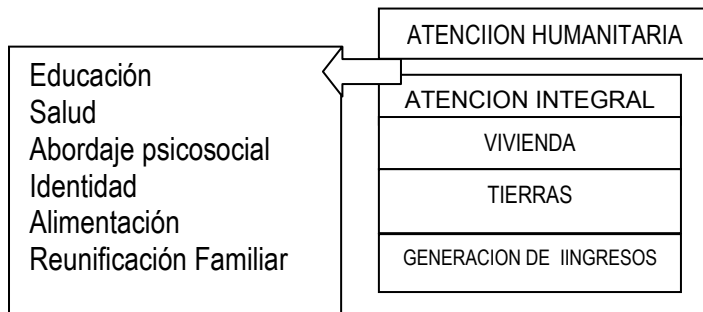 ATENCIION HUMANITARIA
Educación
Salud
Abordaje psicosocial
Identidad
Alimentación
Reunificación Familiar
ATENCION INTEGRAL
VIVIENDA
TIERRAS
GENERACION DE IINGRESOS